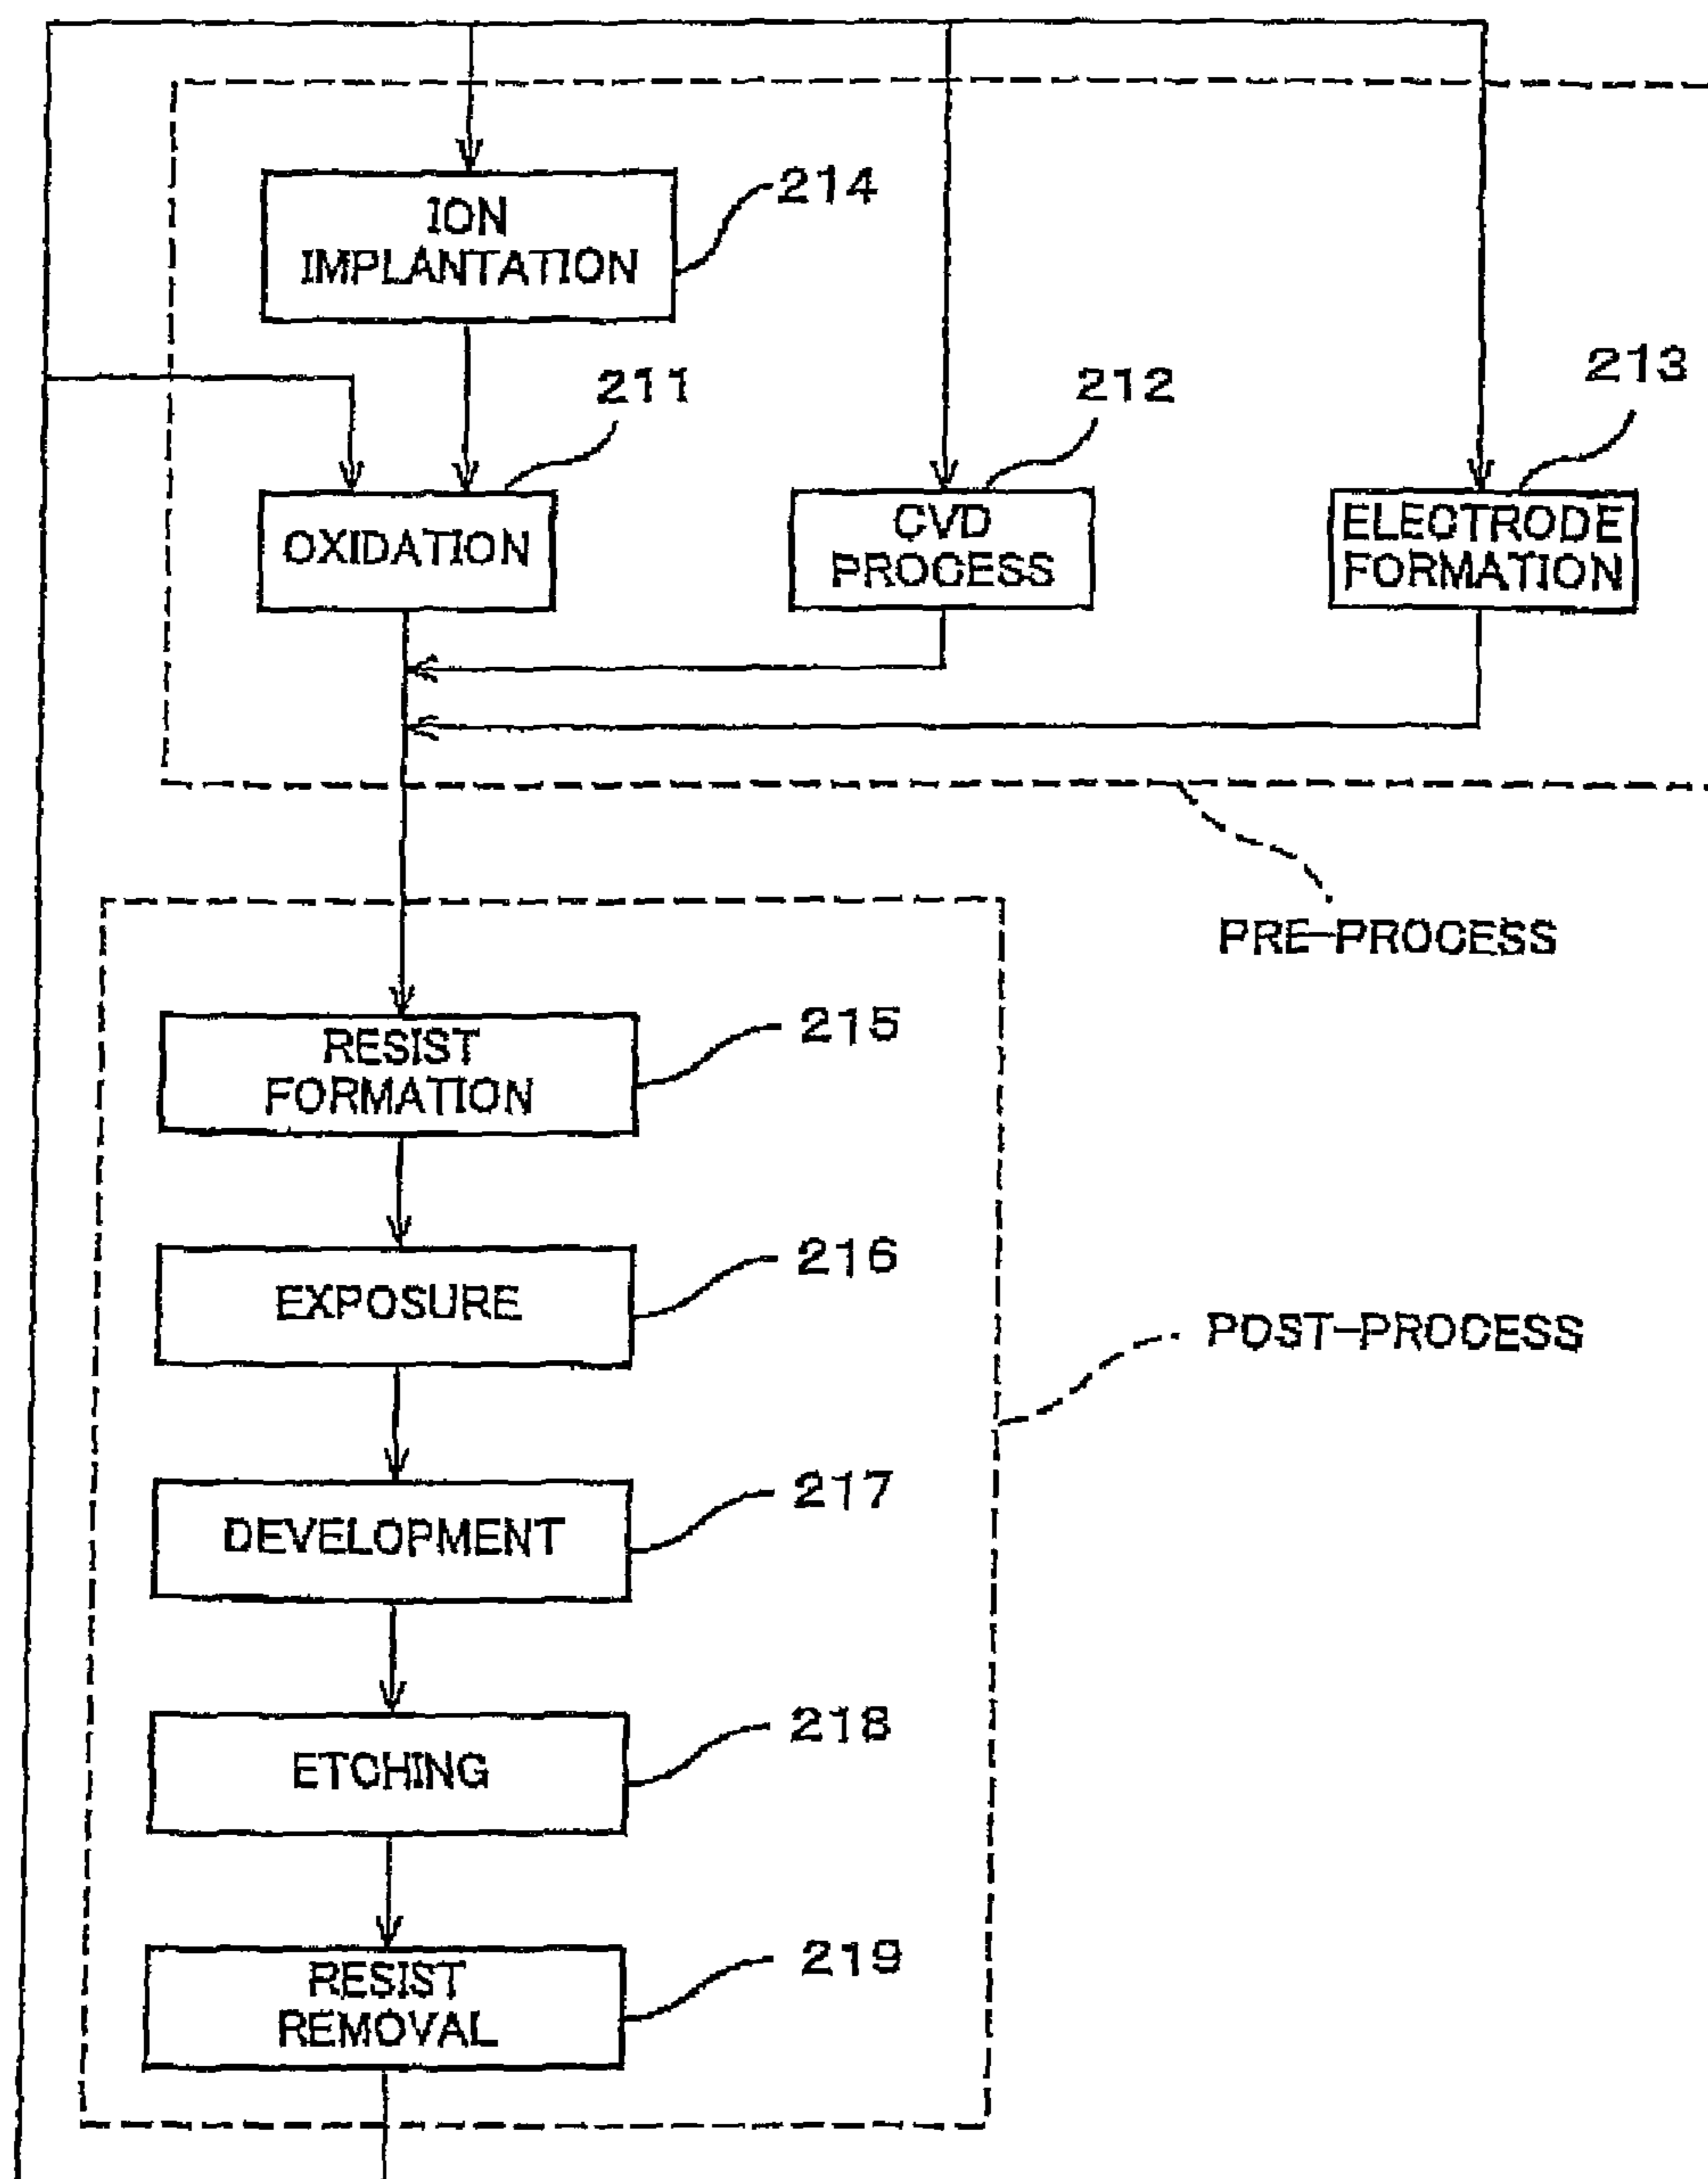 ION
IMPLANTATION
214
211
212
213
OXIDATION
CVD
PROCESS
ELECTRODE
FORMATION
PRE-PROCESS
RESIST
FORMATION
215
EXPOSURE
216
POST-PROCESS
DEVELOPMENT
217
ETCHING
218
RESIST
REMOVAL
219